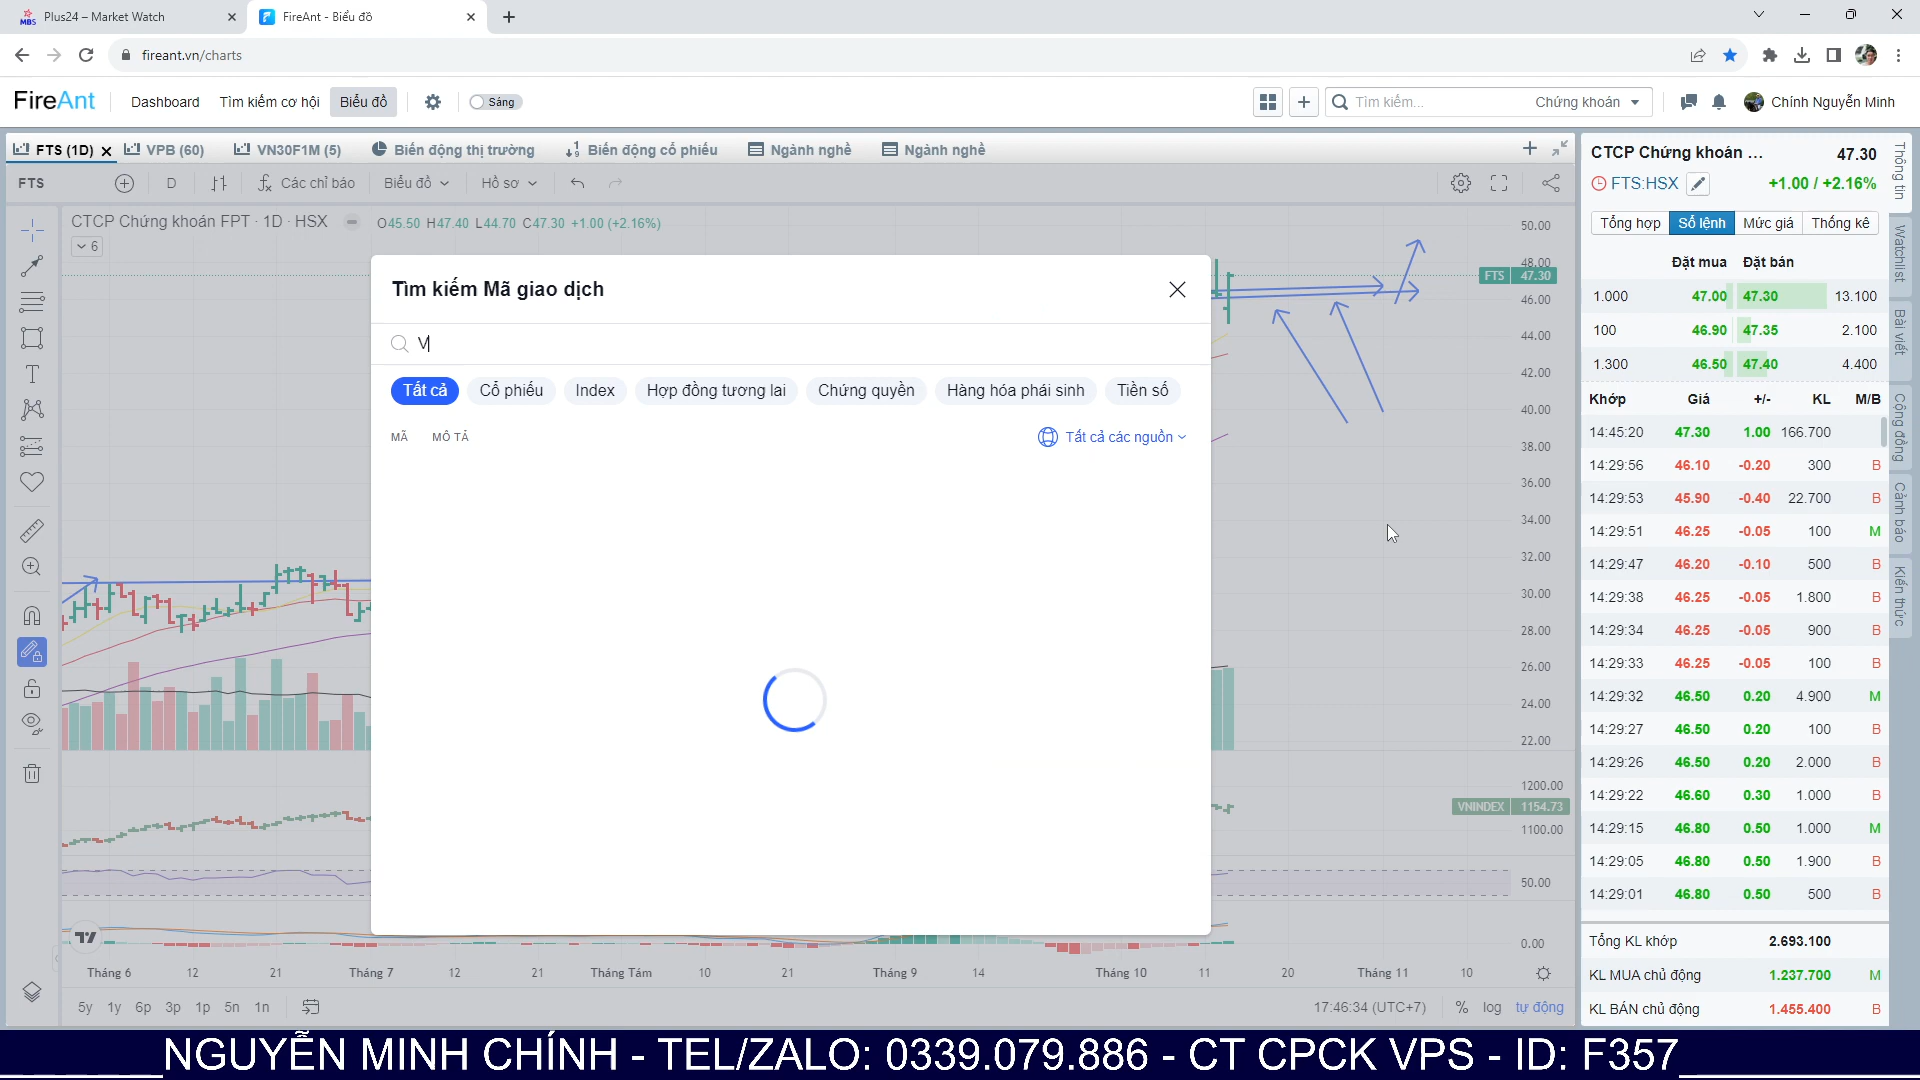 MBS Plus24 – Market Watch
FireAnt - Biểu đồ
fireant.vn/charts
FireAnt Dashboard Tìm kiếm cơ hội Biểu đồ Sáng
Tìm kiếm... Chứng khoán Chính Nguyễn Minh
FTS (1D) VPB (60) VN30F1M (5) Biến động thị trường Biến động cổ phiếu Ngành nghề Ngành nghề
FTS D Các chỉ báo Biểu đồ Hồ sơ
CTCP Chứng khoán FPT · 1D · HSX O45.50 H47.40 L44.70 C47.30 +1.00 (+2.16%)
6
Tìm kiếm Mã giao dịch
V
Tất cả Cổ phiếu Index Hợp đồng tương lai Chứng quyền Hàng hóa phái sinh Tiền số
MÃ MÔ TẢ Tất cả các nguồn
50.00
48.00
FTS 47.30
46.00
44.00
42.00
40.00
38.00
36.00
34.00
32.00
30.00
28.00
26.00
24.00
22.00
1200.00
VNINDEX 1154.73
1100.00
50.00
0.00
Tháng 6 12 21 Tháng 7 12 21 Tháng Tám 10 21 Tháng 9 14 Tháng 10 11 20 Tháng 11 10
5y 1y 6p 3p 1p 5n 1n 17:46:34 (UTC+7) % log tự động
CTCP Chứng khoán ... 47.30
FTS:HSX +1.00 / +2.16%
Tổng hợp Sổ lệnh Mức giá Thống kê
Đặt mua Đặt bán
1.000 47.00 47.30 13.100
100 46.90 47.35 2.100
1.300 46.50 47.40 4.400
Khớp Giá +/- KL M/B
14:45:20 47.30 1.00 166.700
14:29:56 46.10 -0.20 300 B
14:29:53 45.90 -0.40 22.700 B
14:29:51 46.25 -0.05 100 M
14:29:47 46.20 -0.10 500 B
14:29:38 46.25 -0.05 1.800 B
14:29:34 46.25 -0.05 900 B
14:29:33 46.25 -0.05 100 B
14:29:32 46.50 0.20 4.900 M
14:29:27 46.50 0.20 100 B
14:29:26 46.50 0.20 2.000 B
14:29:22 46.60 0.30 1.000 B
14:29:15 46.80 0.50 1.000 M
14:29:05 46.80 0.50 1.900 B
14:29:01 46.80 0.50 500 B
Tổng KL khớp 2.693.100
KL MUA chủ động 1.237.700 M
KL BÁN chủ động 1.455.400 B
Thông tin
Watchlist
Bài viết
Cộng đồng
Cảnh báo
Kiến thức
______NGUYỄN MINH CHÍNH - TEL/ZALO: 0339.079.886 - CT CPCK VPS - ID: F357_________